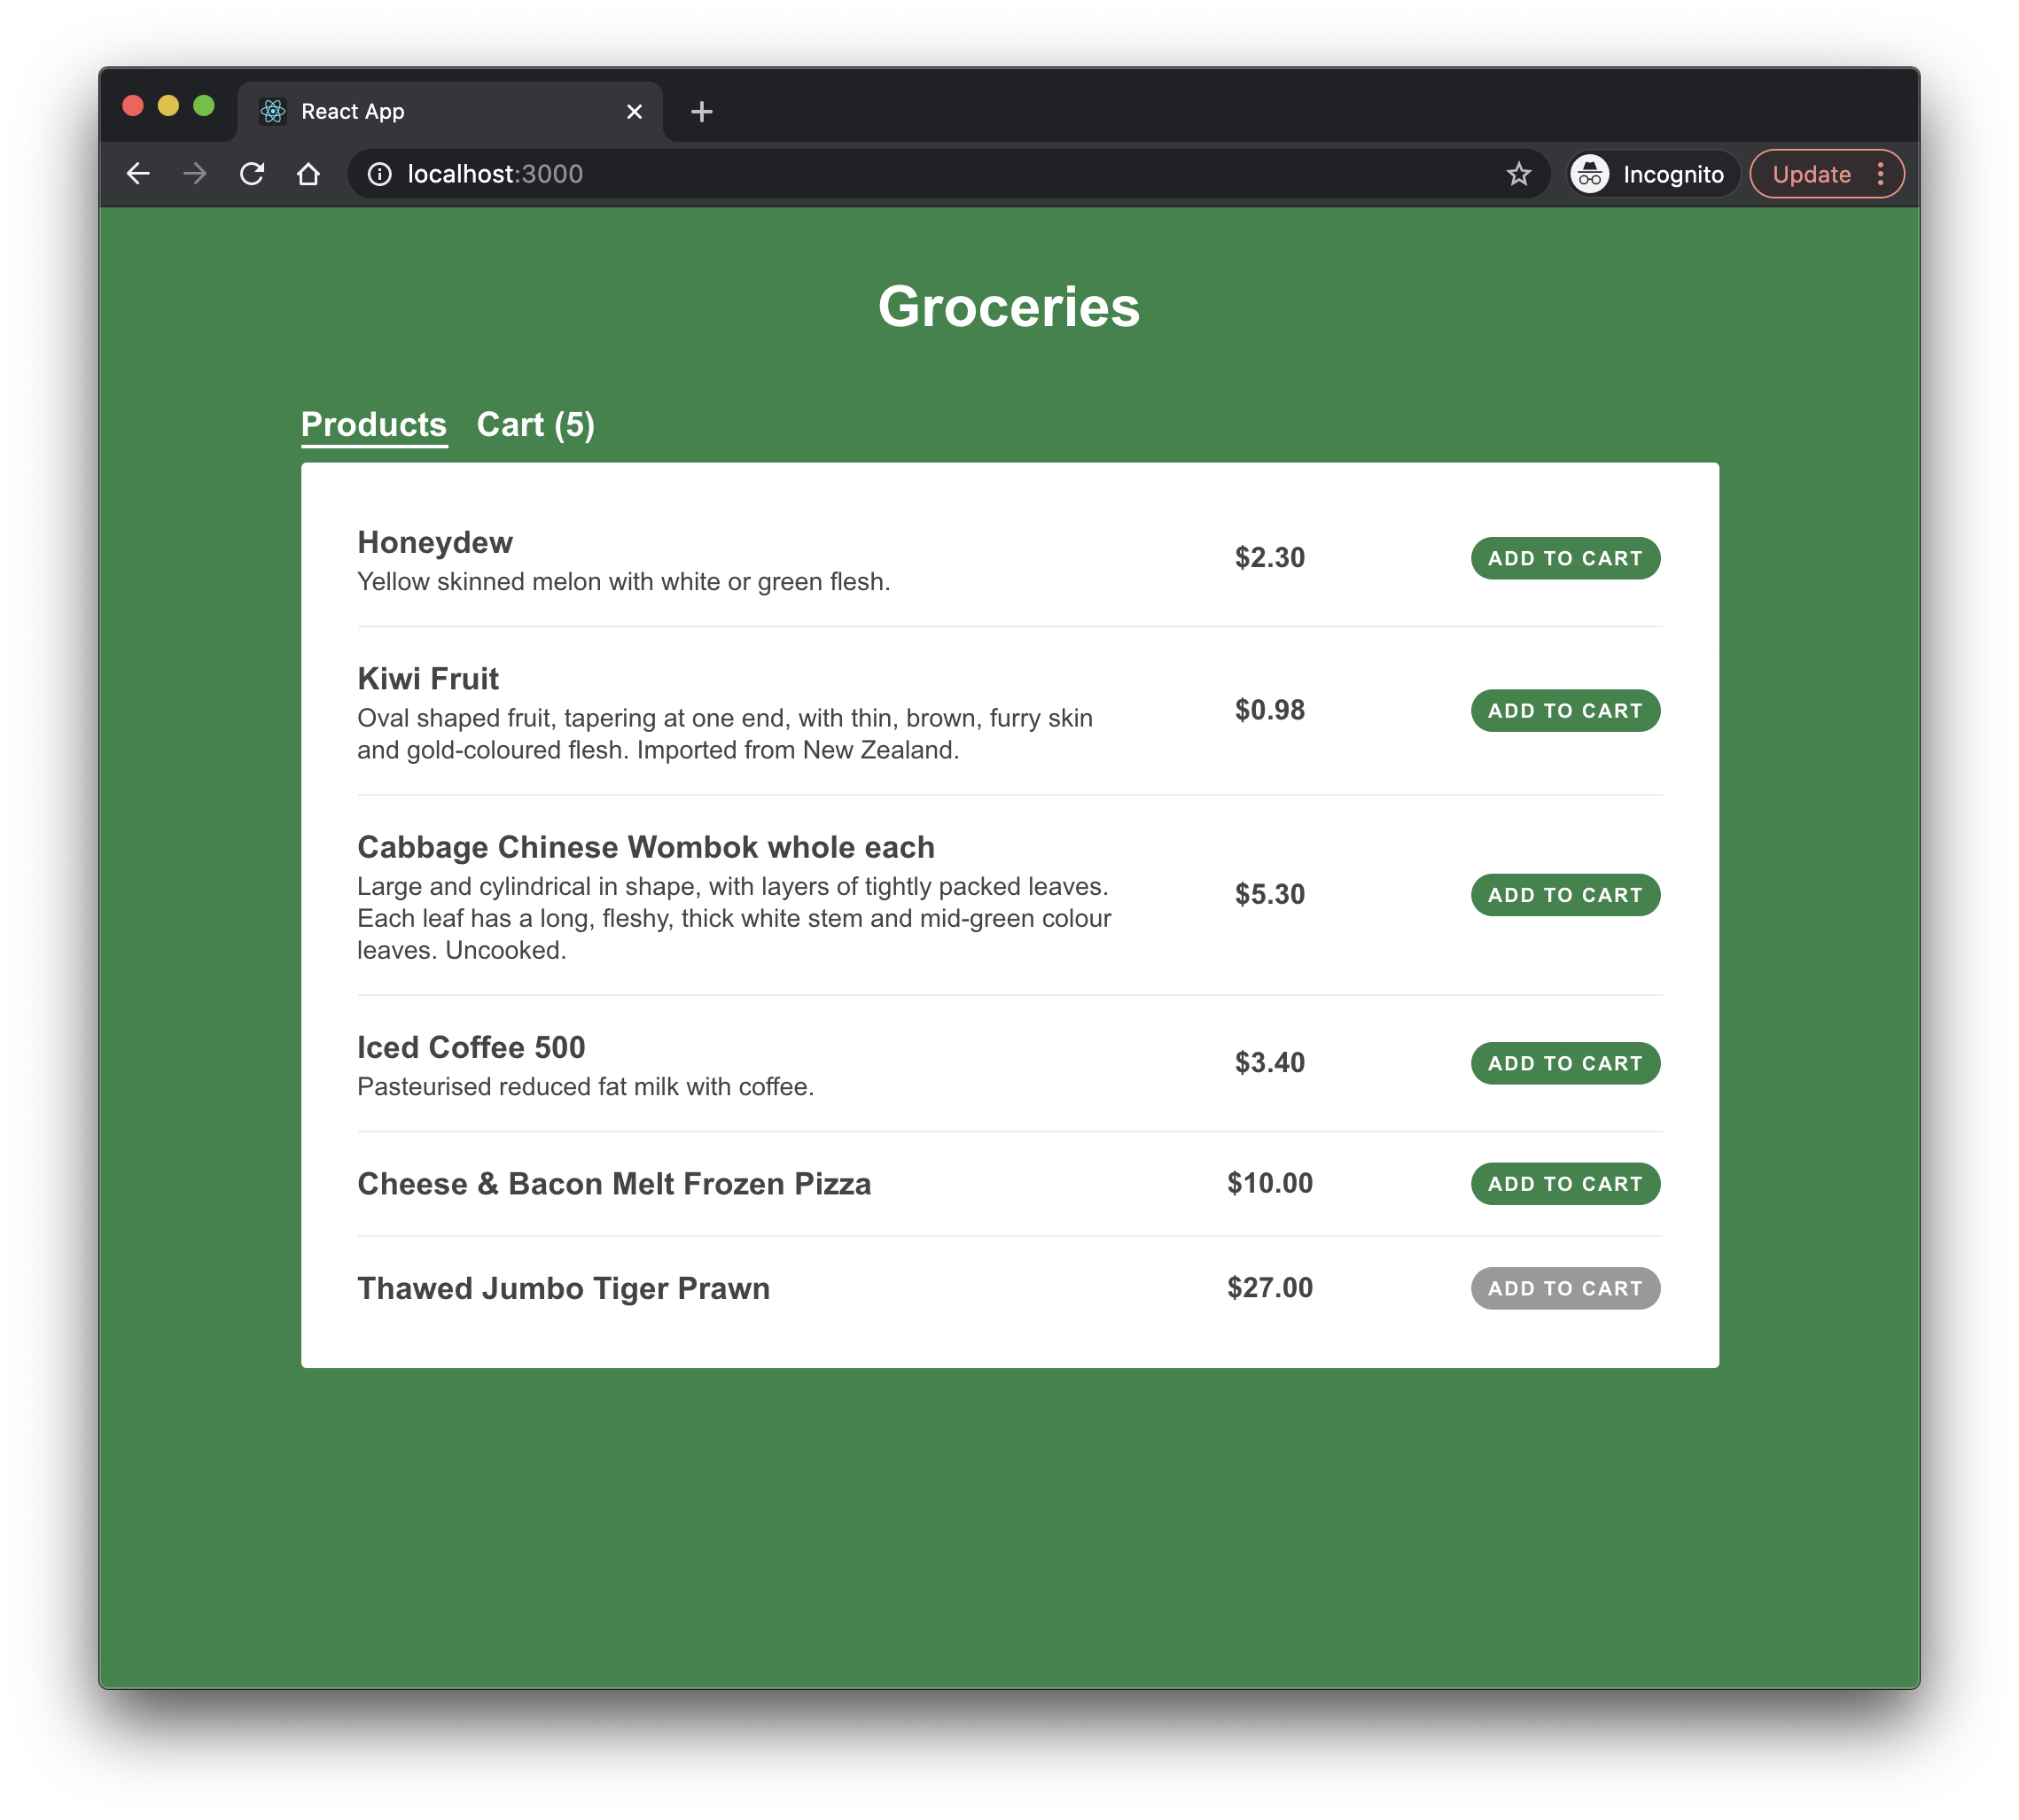 React App
localhost:3000
Incognito
Update
Groceries
Products Cart (5)
Honeydew
Yellow skinned melon with white or green flesh.
$2.30
ADD TO CART
Kiwi Fruit
Oval shaped fruit, tapering at one end, with thin, brown, furry skin
and gold-coloured flesh. Imported from New Zealand.
$0.98
ADD TO CART
Cabbage Chinese Wombok whole each
Large and cylindrical in shape, with layers of tightly packed leaves.
Each leaf has a long, fleshy, thick white stem and mid-green colour
leaves. Uncooked.
$5.30
ADD TO CART
Iced Coffee 500
Pasteurised reduced fat milk with coffee.
$3.40
ADD TO CART
Cheese & Bacon Melt Frozen Pizza
$10.00
ADD TO CART
Thawed Jumbo Tiger Prawn
$27.00
ADD TO CART